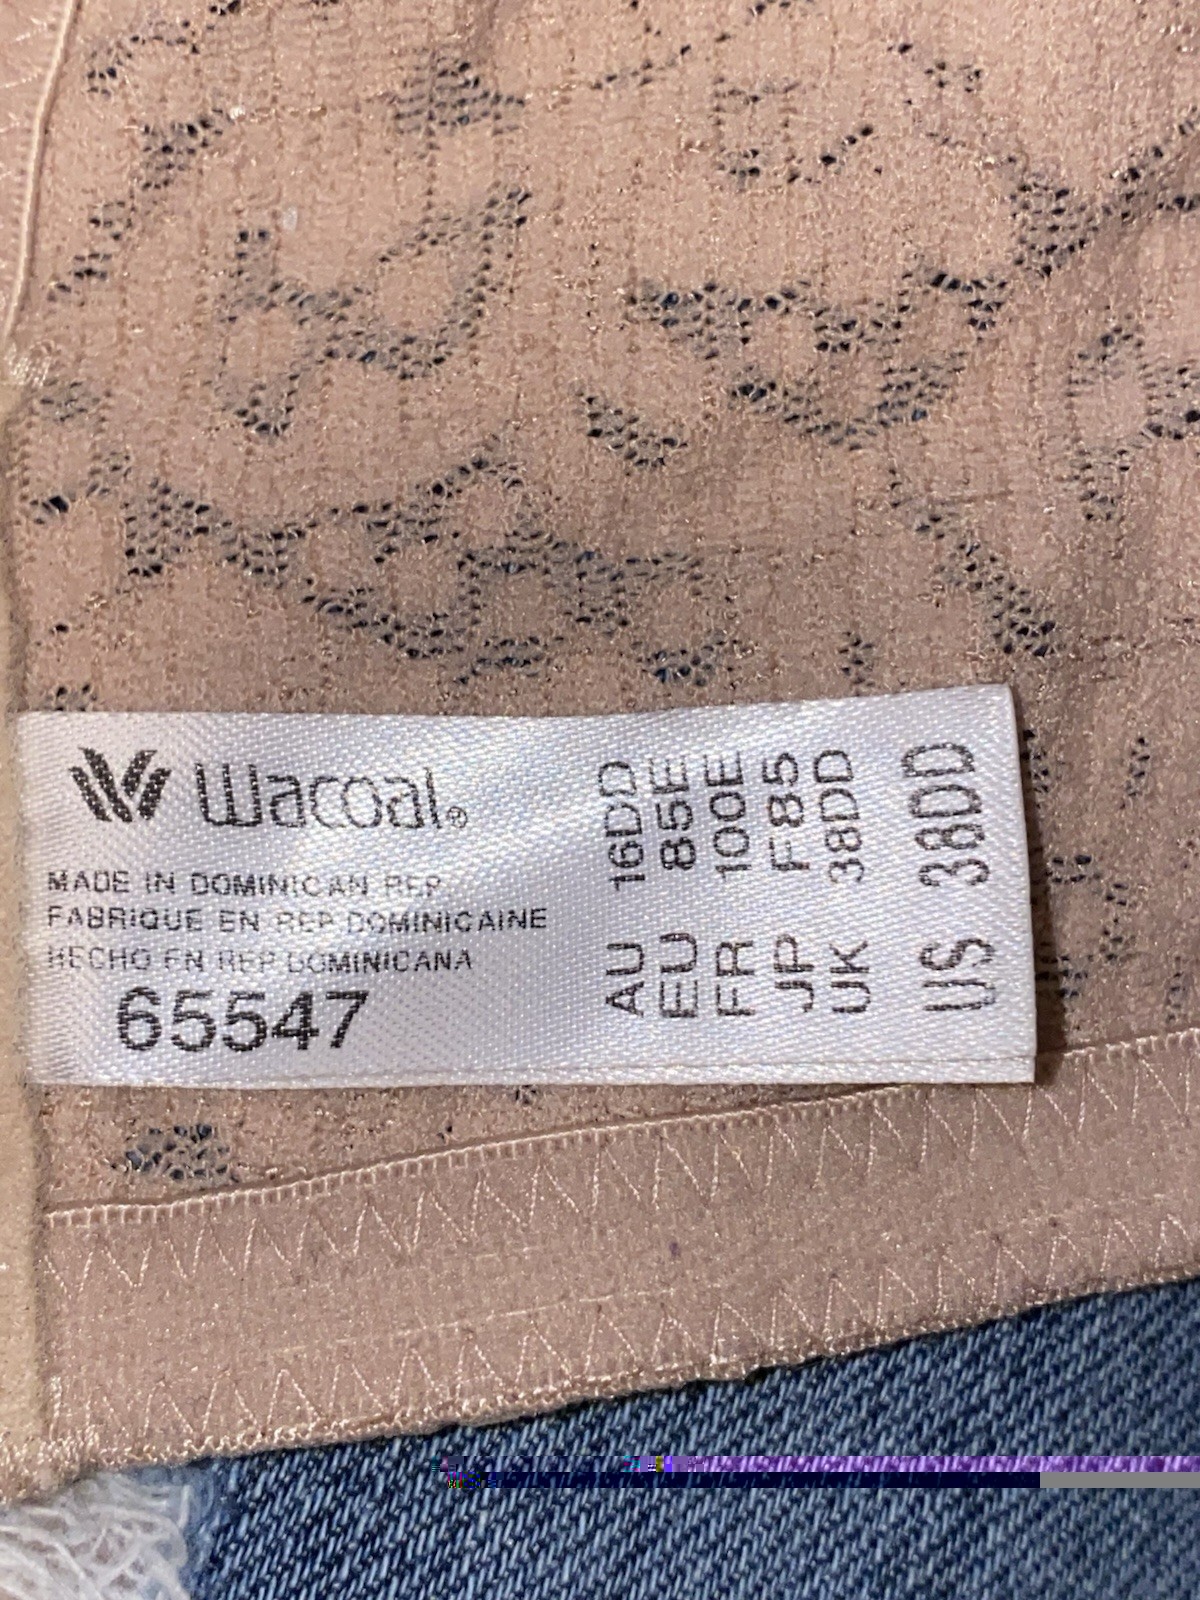 Wacoal®
MADE IN DOMINICAN REP.
FABRIQUE EN REP DOMINICAINE
HECHO EN REP DOMINICANA
65547
AU 16DD
EU 85E
FR 100E
JP F85
UK 38DD
US 38DD